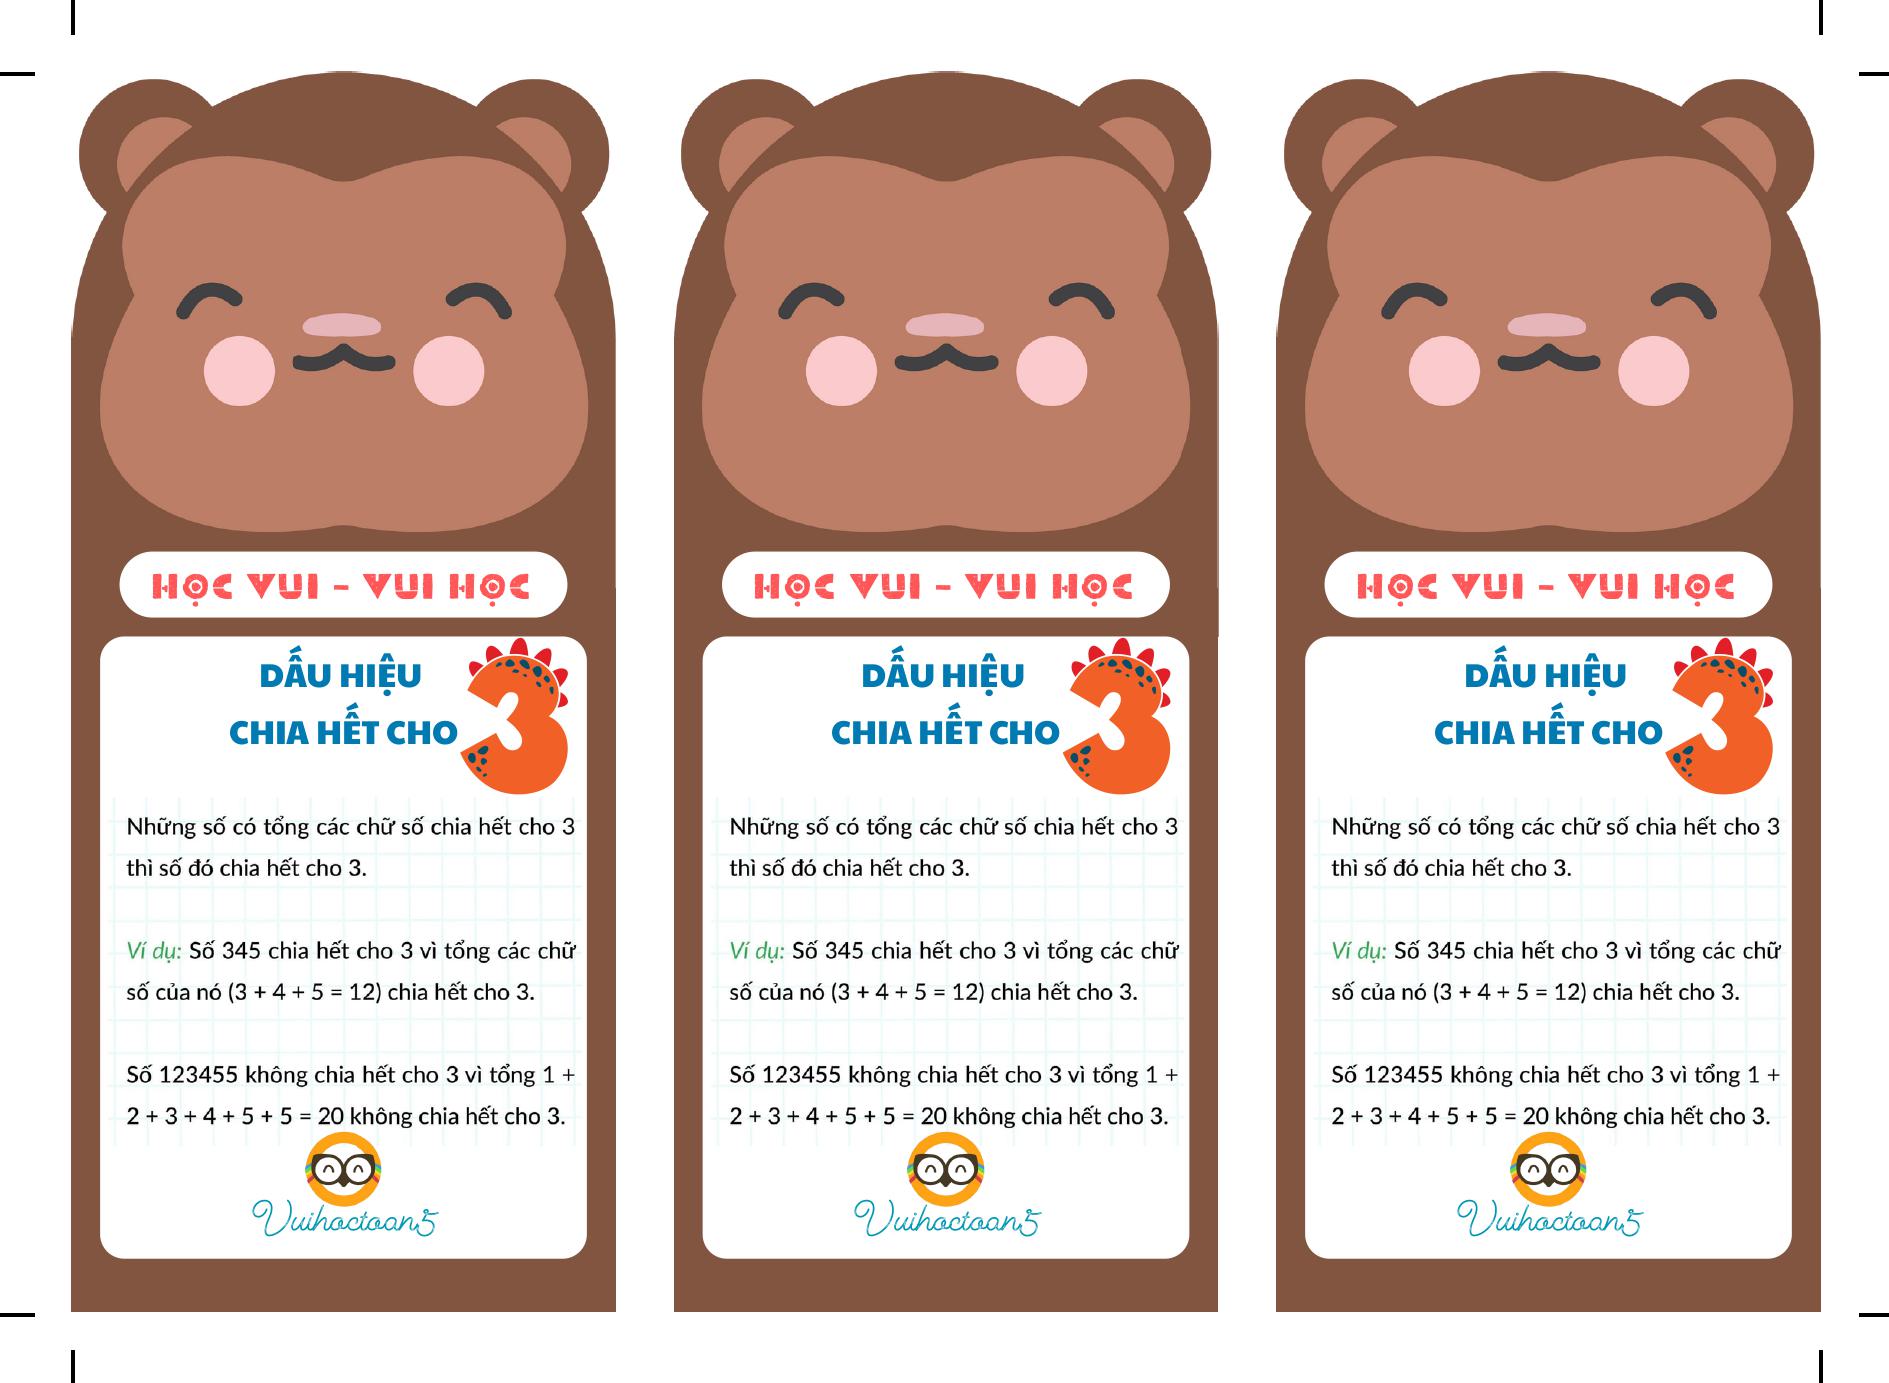 HỌC VUI - VUI HỌC
DẤU HIỆU
CHIA HẾT CHO 3
Những số có tổng các chữ số chia hết cho 3
thì số đó chia hết cho 3.
Ví dụ: Số 345 chia hết cho 3 vì tổng các chữ
số của nó (3 + 4 + 5 = 12) chia hết cho 3.
Số 123455 không chia hết cho 3 vì tổng 1 +
2 + 3 + 4 + 5 + 5 = 20 không chia hết cho 3.
Vuihoctoan5
HỌC VUI - VUI HỌC
DẤU HIỆU
CHIA HẾT CHO 3
Những số có tổng các chữ số chia hết cho 3
thì số đó chia hết cho 3.
Ví dụ: Số 345 chia hết cho 3 vì tổng các chữ
số của nó (3 + 4 + 5 = 12) chia hết cho 3.
Số 123455 không chia hết cho 3 vì tổng 1 +
2 + 3 + 4 + 5 + 5 = 20 không chia hết cho 3.
Vuihoctoan5
HỌC VUI - VUI HỌC
DẤU HIỆU
CHIA HẾT CHO 3
Những số có tổng các chữ số chia hết cho 3
thì số đó chia hết cho 3.
Ví dụ: Số 345 chia hết cho 3 vì tổng các chữ
số của nó (3 + 4 + 5 = 12) chia hết cho 3.
Số 123455 không chia hết cho 3 vì tổng 1 +
2 + 3 + 4 + 5 + 5 = 20 không chia hết cho 3.
Vuihoctoan5